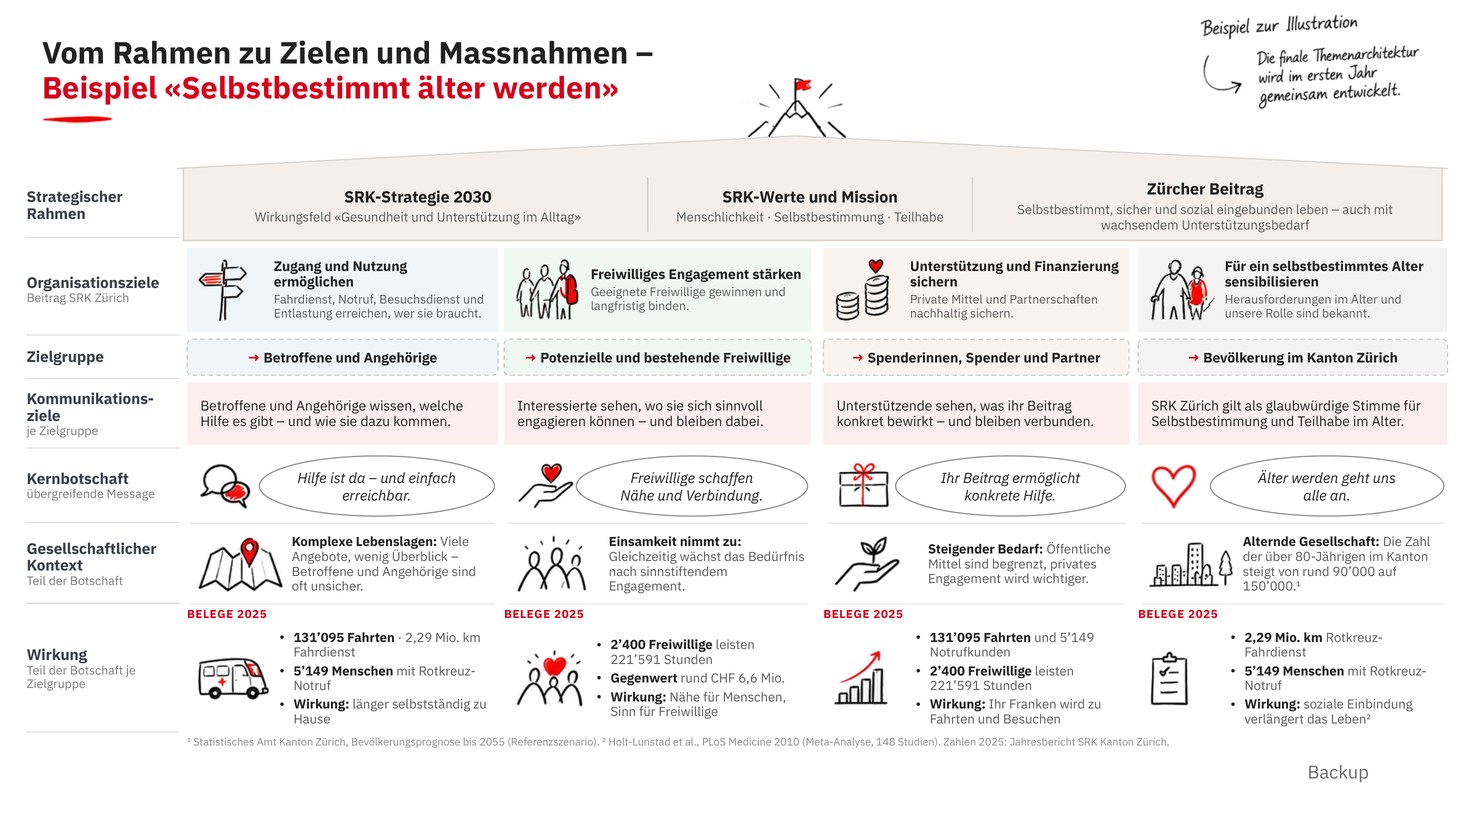 Vom Rahmen zu Zielen und Massnahmen –
Beispiel «Selbstbestimmt älter werden»
Beispiel zur Illustration
Die finale Themenarchitektur
wird im ersten Jahr
gemeinsam entwickelt.
Strategischer
Rahmen
SRK-Strategie 2030
Wirkungsfeld «Gesundheit und Unterstützung im Alltag»
SRK-Werte und Mission
Menschlichkeit · Selbstbestimmung · Teilhabe
Zürcher Beitrag
Selbstbestimmt, sicher und sozial eingebunden leben – auch mit
wachsendem Unterstützungsbedarf
Organisationsziele
Beitrag SRK Zürich
Zugang und Nutzung
ermöglichen
Fahrdienst, Notruf, Besuchsdienst und
Entlastung erreichen, wer sie braucht.
Freiwilliges Engagement stärken
Geeignete Freiwillige gewinnen und
langfristig binden.
Unterstützung und Finanzierung
sichern
Private Mittel und Partnerschaften
nachhaltig sichern.
Für ein selbstbestimmtes Alter
sensibilisieren
Herausforderungen im Alter und
unsere Rolle sind bekannt.
Zielgruppe
→ Betroffene und Angehörige
→ Potenzielle und bestehende Freiwillige
→ Spenderinnen, Spender und Partner
→ Bevölkerung im Kanton Zürich
Kommunikations-
ziele
je Zielgruppe
Betroffene und Angehörige wissen, welche
Hilfe es gibt – und wie sie dazu kommen.
Interessierte sehen, wo sie sich sinnvoll
engagieren können – und bleiben dabei.
Unterstützende sehen, was ihr Beitrag
konkret bewirkt – und bleiben verbunden.
SRK Zürich gilt als glaubwürdige Stimme für
Selbstbestimmung und Teilhabe im Alter.
Kernbotschaft
übergreifende Message
Hilfe ist da – und einfach
erreichbar.
Freiwillige schaffen
Nähe und Verbindung.
Ihr Beitrag ermöglicht
konkrete Hilfe.
Älter werden geht uns
alle an.
Gesellschaftlicher
Kontext
Teil der Botschaft
Komplexe Lebenslagen: Viele
Angebote, wenig Überblick –
Betroffene und Angehörige sind
oft unsicher.
Einsamkeit nimmt zu:
Gleichzeitig wächst das Bedürfnis
nach sinnstiftendem
Engagement.
Steigender Bedarf: Öffentliche
Mittel sind begrenzt, privates
Engagement wird wichtiger.
Alternde Gesellschaft: Die Zahl
der über 80-Jährigen im Kanton
steigt von rund 90’000 auf
150’000.¹
Wirkung
Teil der Botschaft je
Zielgruppe
BELEGE 2025
• 131’095 Fahrten · 2,29 Mio. km
Fahrdienst
• 5’149 Menschen mit Rotkreuz-
Notruf
• Wirkung: länger selbstständig zu
Hause
BELEGE 2025
• 2’400 Freiwillige leisten
221’591 Stunden
• Gegenwert rund CHF 6,6 Mio.
• Wirkung: Nähe für Menschen,
Sinn für Freiwillige
BELEGE 2025
• 131’095 Fahrten und 5’149
Notrufkunden
• 2’400 Freiwillige leisten
221’591 Stunden
• Wirkung: Ihr Franken wird zu
Fahrten und Besuchen
BELEGE 2025
• 2,29 Mio. km Rotkreuz-
Fahrdienst
• 5’149 Menschen mit Rotkreuz-
Notruf
• Wirkung: soziale Einbindung
verlängert das Leben²
¹ Statistisches Amt Kanton Zürich, Bevölkerungsprognose bis 2055 (Referenzszenario). ² Holt-Lunstad et al., PLoS Medicine 2010 (Meta-Analyse, 148 Studien). Zahlen 2025: Jahresbericht SRK Kanton Zürich.
Backup